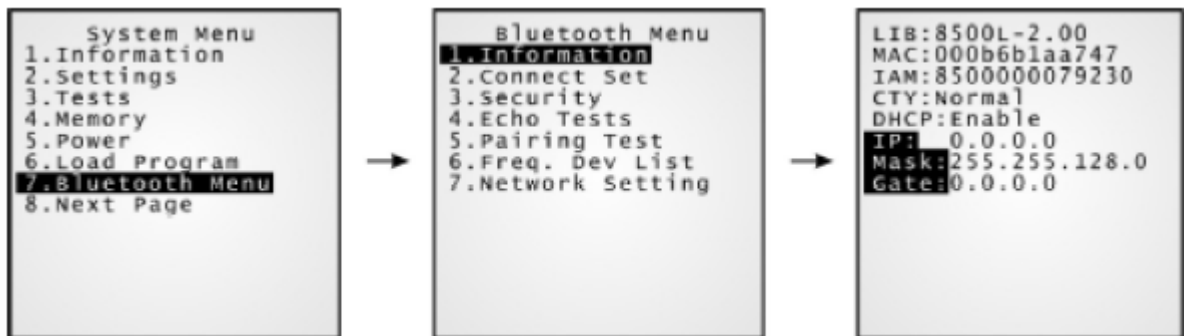 System Menu
1.Information
2.Settings
3.Tests
4.Memory
5.Power
6.Load Program
7.Bluetooth Menu
8.Next Page
Bluetooth Menu
1.Information
2.Connect Set
3.Security
4.Echo Tests
5.Pairing Test
6.Freq. Dev List
7.Network Setting
LIB:8500L-2.00
MAC:000b6b1aa747
IAM:8500000079230
CTY:Normal
DHCP:Enable
IP: 0.0.0.0
Mask:255.255.128.0
Gate:0.0.0.0